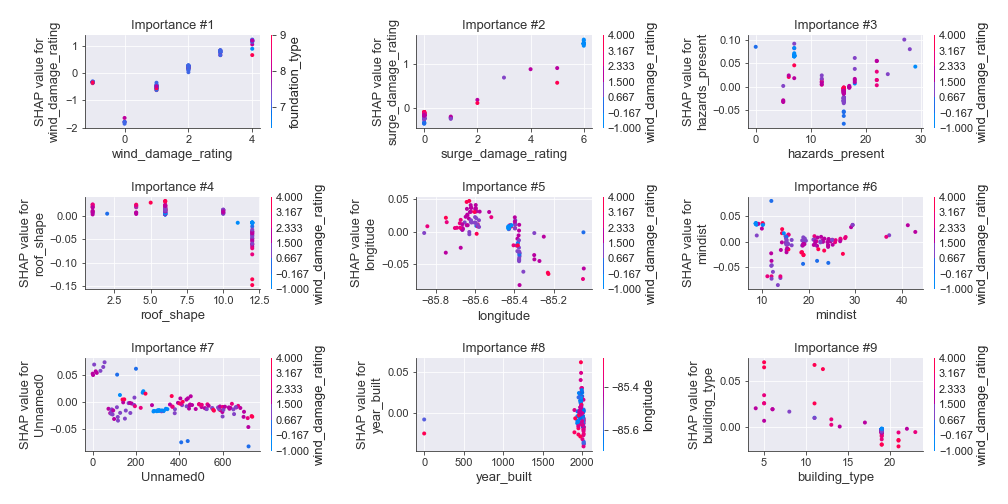 Importance #1
SHAP value for
wind_damage_rating
1
0
−1
−2
0
2
4
wind_damage_rating
9
8
7
foundation_type
Importance #2
SHAP value for
surge_damage_rating
1
0
0
2
4
6
surge_damage_rating
4.000
3.167
2.333
1.500
0.667
−0.167
−1.000
wind_damage_rating
Importance #3
SHAP value for
hazards_present
0.10
0.05
0.00
−0.05
0
10
20
30
hazards_present
4.000
3.167
2.333
1.500
0.667
−0.167
−1.000
wind_damage_rating
Importance #4
SHAP value for
roof_shape
0.00
−0.05
−0.10
−0.15
2.5
5.0
7.5
10.0
12.5
roof_shape
4.000
3.167
2.333
1.500
0.667
−0.167
−1.000
wind_damage_rating
Importance #5
SHAP value for
longitude
0.05
0.00
−0.05
−85.8
−85.6
−85.4
−85.2
longitude
4.000
3.167
2.333
1.500
0.667
−0.167
−1.000
wind_damage_rating
Importance #6
SHAP value for
mindist
0.05
0.00
−0.05
10
20
30
40
mindist
4.000
3.167
2.333
1.500
0.667
−0.167
−1.000
wind_damage_rating
Importance #7
SHAP value for
Unnamed0
0.05
0.00
−0.05
0
200
400
600
Unnamed0
4.000
3.167
2.333
1.500
0.667
−0.167
−1.000
wind_damage_rating
Importance #8
SHAP value for
year_built
0.05
0.00
0
500
1000
1500
2000
year_built
−85.4
−85.6
longitude
Importance #9
SHAP value for
building_type
0.05
0.00
5
10
15
20
building_type
4.000
3.167
2.333
1.500
0.667
−0.167
−1.000
wind_damage_rating